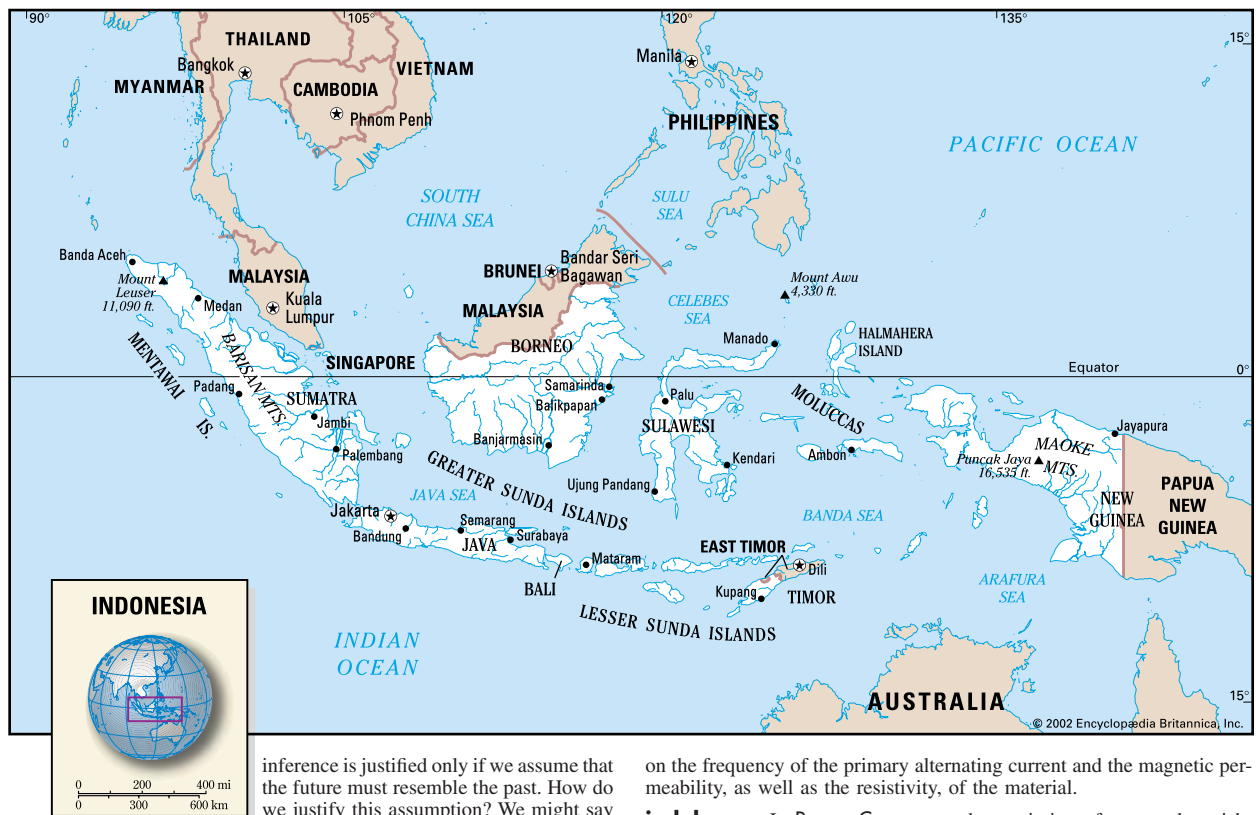 90°
105°
120°
135°
15°
THAILAND
Bangkok
MYANMAR
VIETNAM
CAMBODIA
Phnom Penh
Manila
PHILIPPINES
PACIFIC OCEAN
SOUTH
CHINA SEA
SULU
SEA
Banda Aceh
Mount
Leuser
11,090 ft.
Medan
MALAYSIA
Kuala
Lumpur
BRUNEI
Bandar Seri
Bagawan
MALAYSIA
CELEBES
SEA
Mount Awu
4,330 ft.
Manado
HALMAHERA
ISLAND
BORNEO
SINGAPORE
MENTAWAI
IS.
BARISAN MTS.
Equator
0°
Padang
SUMATRA
Jambi
Palembang
Samarinda
Balikpapan
Banjarmasin
Palu
SULAWESI
MOLUCCAS
Kendari
Ambon
Ujung Pandang
Jayapura
MAOKE
MTS.
Puncak Jaya
16,535 ft.
NEW
GUINEA
PAPUA
NEW
GUINEA
GREATER SUNDA ISLANDS
JAVA SEA
BANDA SEA
Jakarta
Bandung
Semarang
JAVA
Surabaya
BALI
Mataram
EAST TIMOR
Dili
Kupang
TIMOR
ARAFURA
SEA
LESSER SUNDA ISLANDS
INDIAN
OCEAN
AUSTRALIA
15°
© 2002 Encyclopædia Britannica, Inc.
INDONESIA
0 200 400 mi
0 300 600 km
inference is justified only if we assume that
the future must resemble the past. How do
we justify this assumption? We might say
on the frequency of the primary alternating current and the magnetic per-
meability, as well as the resistivity, of the material.